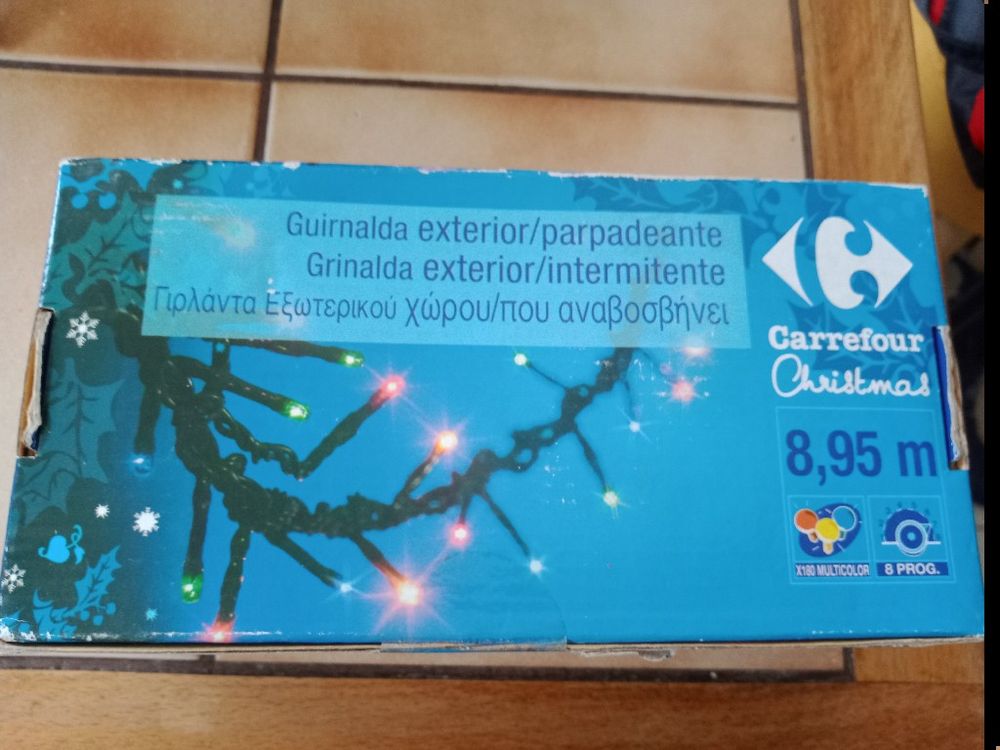 Guirnalda exterior/parpadeante
Grinalda exterior/intermitente
Γιρλάντα Εξωτερικού χώρου/που αναβοσβήνει
Carrefour
Christmas
8,95 m
X180 MULTICOLOR
8 PROG.